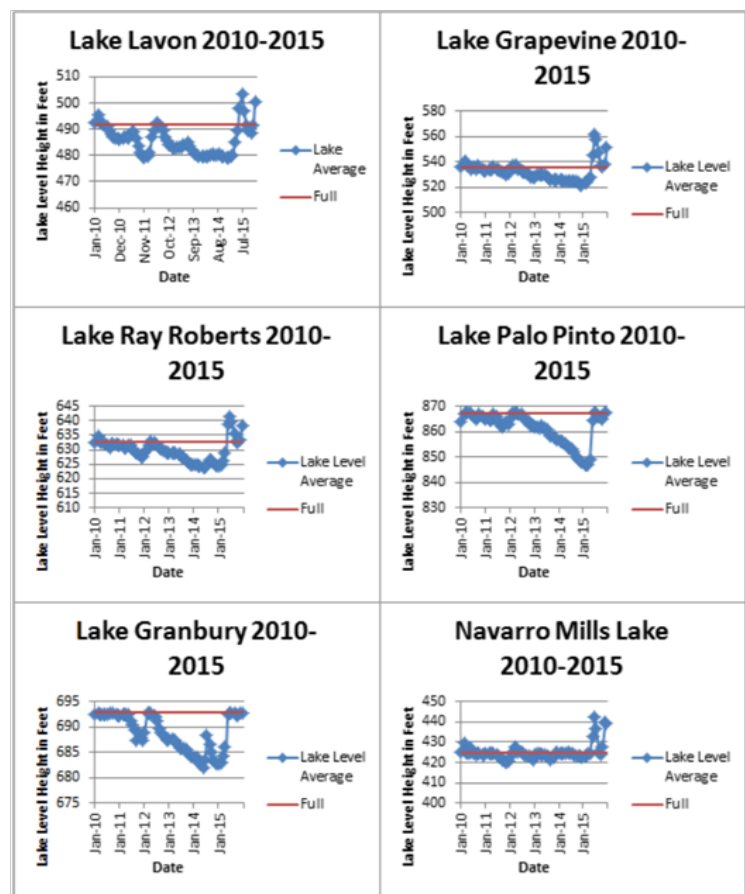 Lake Lavon 2010-2015
Lake Level Height in Feet
510
500
490
480
470
460
Jan-10
Dec-10
Nov-11
Oct-12
Sep-13
Aug-14
Jul-15
Date
Lake
Average
Full
Lake Grapevine 2010-
2015
Lake Level Height in Feet
580
560
540
520
500
Jan-10
Jan-11
Jan-12
Jan-13
Jan-14
Jan-15
Date
Lake Level
Average
Full
Lake Ray Roberts 2010-
2015
Lake Level Height in Feet
645
640
635
630
625
620
615
610
Jan-10
Jan-11
Jan-12
Jan-13
Jan-14
Jan-15
Date
Lake Level
Average
Full
Lake Palo Pinto 2010-
2015
Lake Level Height in Feet
870
860
850
840
830
Jan-10
Jan-11
Jan-12
Jan-13
Jan-14
Jan-15
Date
Lake Level
Average
Full
Lake Granbury 2010-
2015
Lake Level Height in Feet
695
690
685
680
675
Jan-10
Jan-11
Jan-12
Jan-13
Jan-14
Jan-15
Date
Lake Level
Average
Full
Navarro Mills Lake
2010-2015
Lake Level Height in Feet
450
440
430
420
410
400
Jan-10
Jan-11
Jan-12
Jan-13
Jan-14
Jan-15
Date
Lake Level
Average
Full